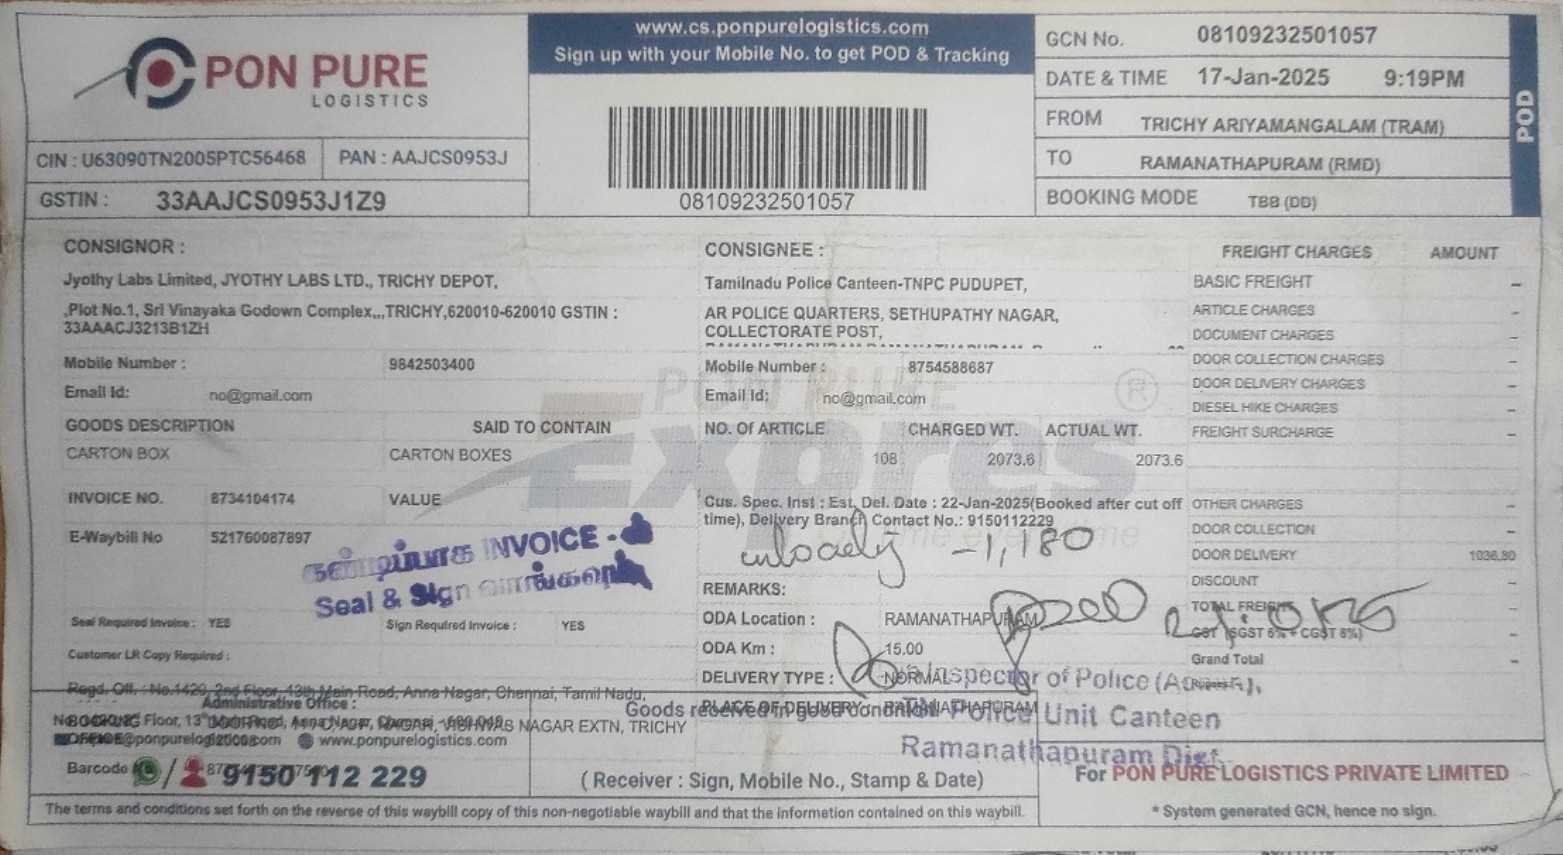 PON PURE
LOGISTICS
CIN : U63090TN2005PTC56468 PAN : AAJCS0953J
GSTIN : 33AAJCS0953J1Z9
www.cs.ponpurelogistics.com
Sign up with your Mobile No. to get POD & Tracking
08109232501057
GCN No. 08109232501057
DATE & TIME 17-Jan-2025 9:19PM
FROM TRICHY ARIYAMANGALAM (TRAM)
TO RAMANATHAPURAM (RMD)
BOOKING MODE TBB (DD)
POD
CONSIGNOR :
Jyothy Labs Limited, JYOTHY LABS LTD., TRICHY DEPOT,
,Plot No.1, Sri Vinayaka Godown Complex,,,TRICHY,620010-620010 GSTIN :
33AAACJ3213B1ZH
Mobile Number : 9842503400
Email Id: no@gmail.com
GOODS DESCRIPTION SAID TO CONTAIN
CARTON BOX CARTON BOXES
INVOICE NO. 8734104174 VALUE
E-Waybill No 521760087897
INVOICE -
Seal & Sign
Seal Required Invoice : YES Sign Required Invoice : YES
Customer LR Copy Required :
CONSIGNEE :
Tamilnadu Police Canteen-TNPC PUDUPET,
AR POLICE QUARTERS, SETHUPATHY NAGAR,
COLLECTORATE POST,
Mobile Number : 8754588687
Email Id: no@gmail.com
PON PURE
Expres
NO. Of ARTICLE CHARGED WT. ACTUAL WT.
108 2073.6 2073.6
Cus. Spec. Inst : Est. Del. Date : 22-Jan-2025(Booked after cut off
time), Delivery Branch Contact No.: 9150112229
-1,180
REMARKS:
ODA Location : RAMANATHAPURAM
ODA Km : 15.00
DELIVERY TYPE : NORMAL
PLACE OF DELIVERY : RAMANATHAPURAM
FREIGHT CHARGES AMOUNT
BASIC FREIGHT -
ARTICLE CHARGES -
DOCUMENT CHARGES -
DOOR COLLECTION CHARGES -
DOOR DELIVERY CHARGES -
DIESEL HIKE CHARGES -
FREIGHT SURCHARGE -
OTHER CHARGES -
DOOR COLLECTION -
DOOR DELIVERY 1036.80
DISCOUNT -
TOTAL FREIGHT -
GST (SGST 6% + CGST 6%) -
Grand Total -
Inspector of Police
Police Unit Canteen
Ramanathapuram Dist.
Regd. Off. : No.1420, 2nd Floor, 13th Main Road, Anna Nagar, Chennai, Tamil Nadu,
Administrative Office :
BOOKING
NAGAR, VISHWAS NAGAR EXTN, TRICHY
www.ponpurelogistics.com
Barcode
9150 112 229
Goods received in good condition
( Receiver : Sign, Mobile No., Stamp & Date)
For PON PURE LOGISTICS PRIVATE LIMITED
The terms and conditions set forth on the reverse of this waybill copy of this non-negotiable waybill and that the information contained on this waybill.
* System generated GCN, hence no sign.